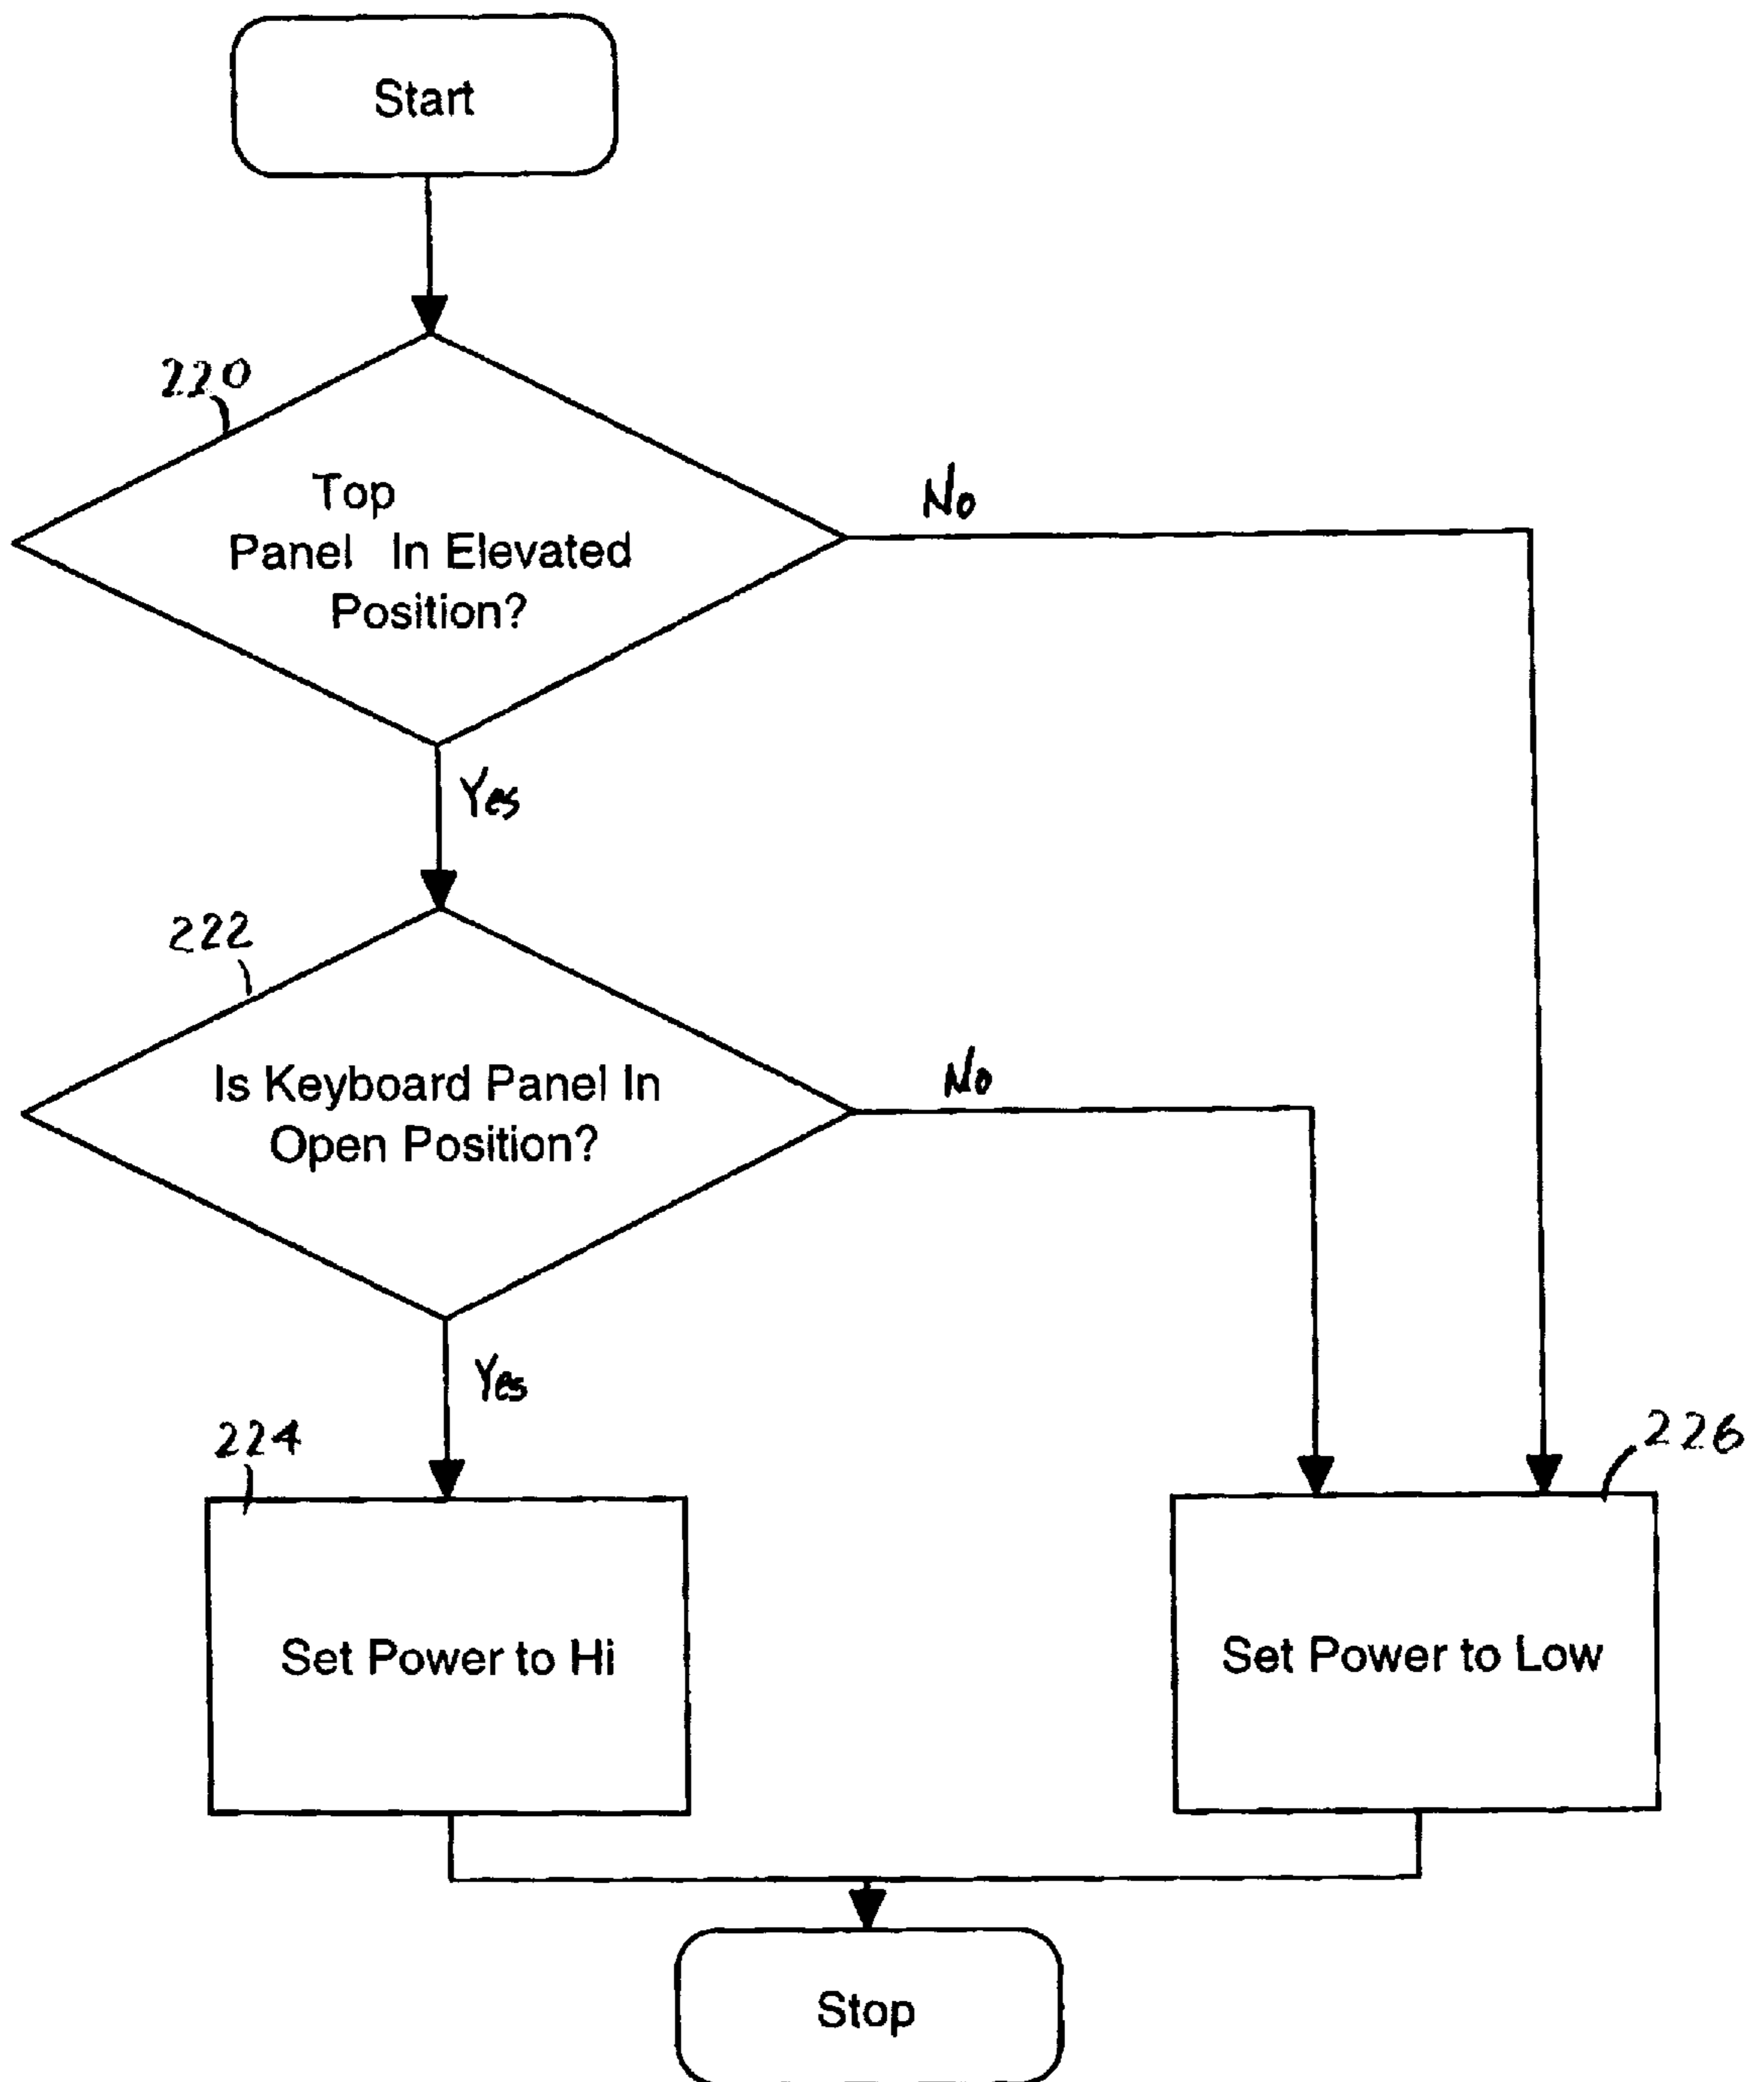 Start
220
Top
Panel In Elevated
Position?
No
Yes
222
Is Keyboard Panel In
Open Position?
No
Yes
224
226
Set Power to Hi
Set Power to Low
Stop